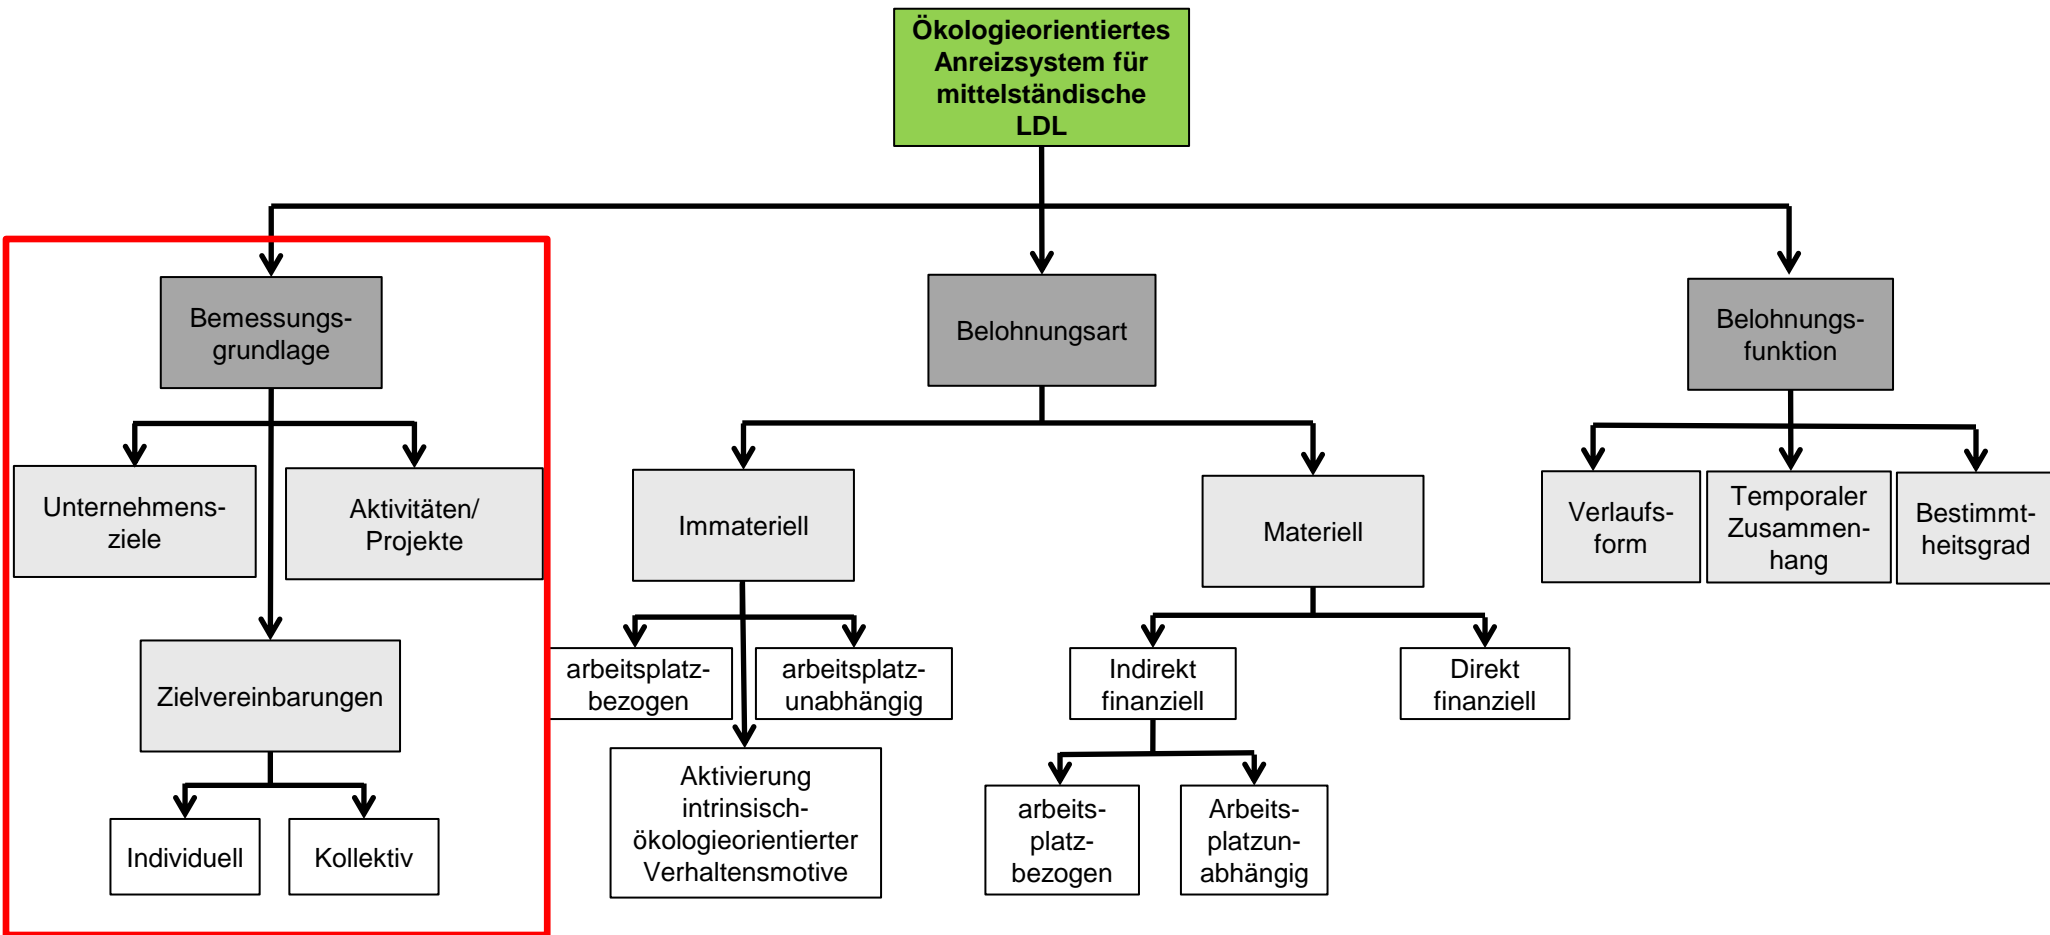 Ökologieorientiertes
Anreizsystem für
mittelständische
LDL
Bemessungs-
grundlage
Belohnungsart
Belohnungs-
funktion
Unternehmens-
ziele
Aktivitäten/
Projekte
Immateriell
Materiell
Verlaufs-
form
Temporaler
Zusammen-
hang
Bestimmt-
heitsgrad
Zielvereinbarungen
arbeitsplatz-
bezogen
arbeitsplatz-
unabhängig
Indirekt
finanziell
Direkt
finanziell
Individuell
Kollektiv
Aktivierung
intrinsisch-
ökologieorientierter
Verhaltensmotive
arbeits-
platz-
bezogen
Arbeits-
platzun-
abhängig